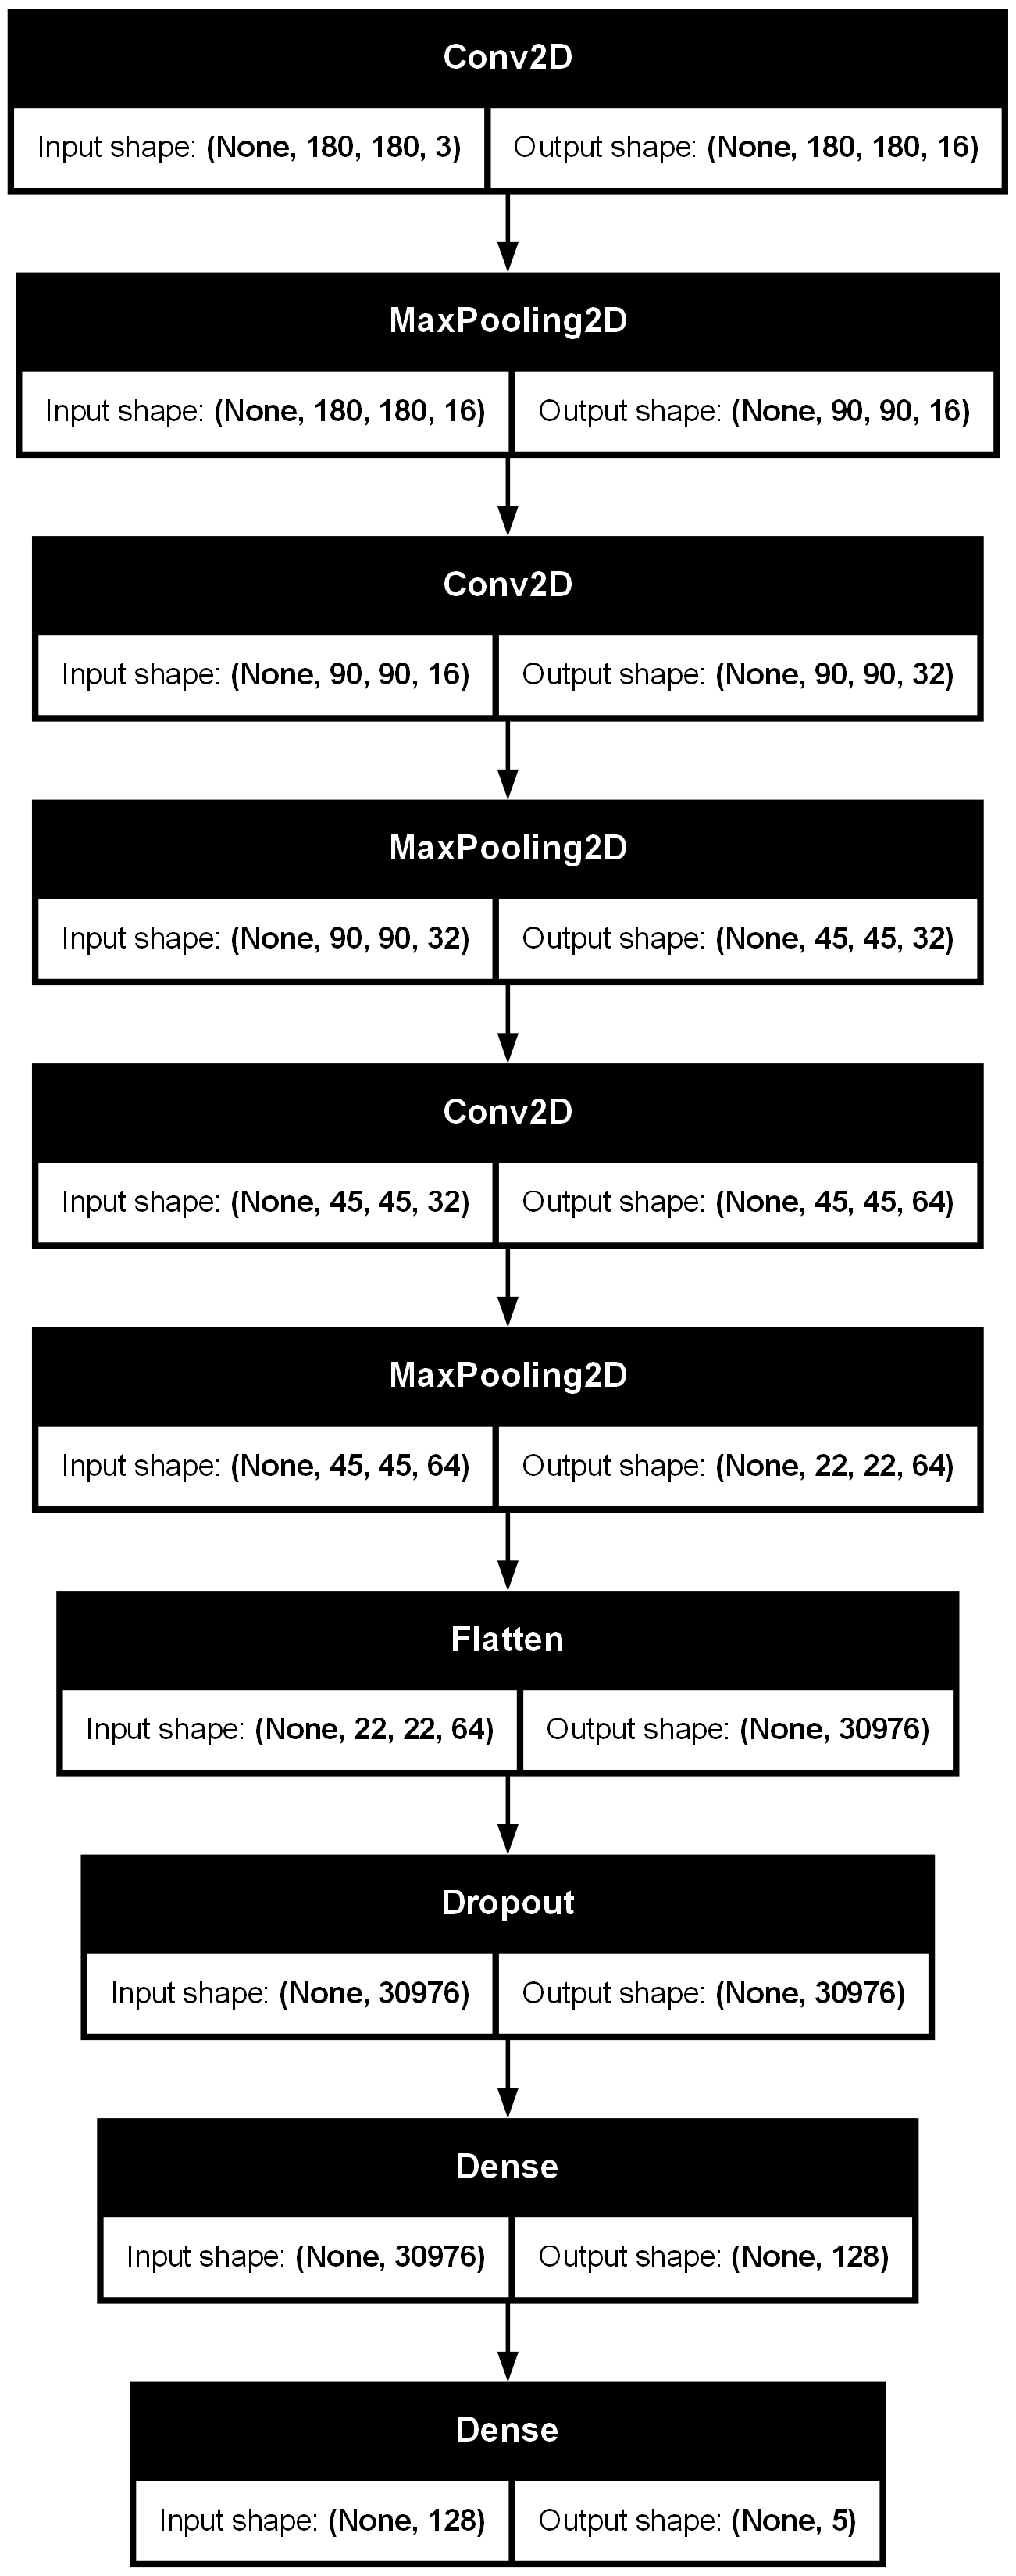 Conv2D
Input shape: (None, 180, 180, 3) Output shape: (None, 180, 180, 16)
MaxPooling2D
Input shape: (None, 180, 180, 16) Output shape: (None, 90, 90, 16)
Conv2D
Input shape: (None, 90, 90, 16) Output shape: (None, 90, 90, 32)
MaxPooling2D
Input shape: (None, 90, 90, 32) Output shape: (None, 45, 45, 32)
Conv2D
Input shape: (None, 45, 45, 32) Output shape: (None, 45, 45, 64)
MaxPooling2D
Input shape: (None, 45, 45, 64) Output shape: (None, 22, 22, 64)
Flatten
Input shape: (None, 22, 22, 64) Output shape: (None, 30976)
Dropout
Input shape: (None, 30976) Output shape: (None, 30976)
Dense
Input shape: (None, 30976) Output shape: (None, 128)
Dense
Input shape: (None, 128) Output shape: (None, 5)